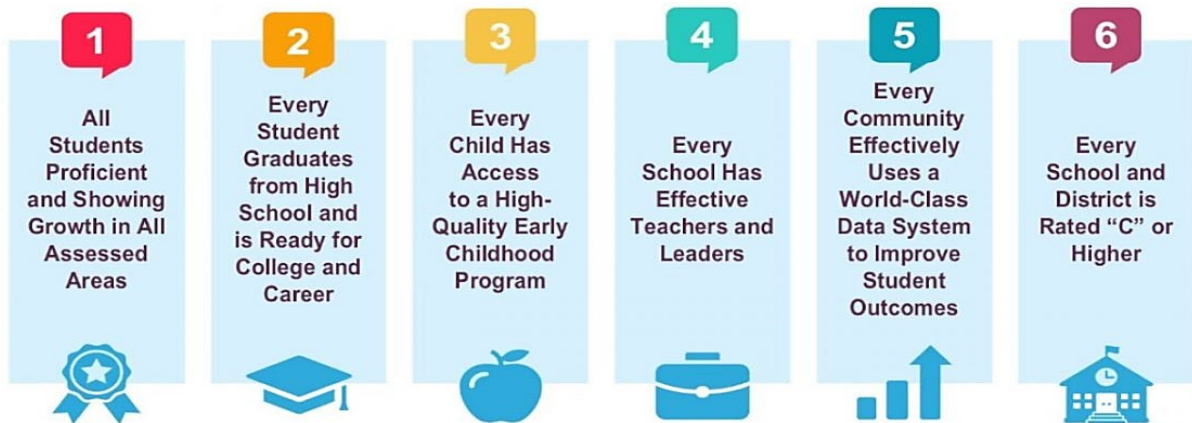 1
All
Students
Proficient
and Showing
Growth in All
Assessed
Areas
2
Every
Student
Graduates
from High
School and
is Ready for
College and
Career
3
Every
Child Has
Access
to a High-
Quality Early
Childhood
Program
4
Every
School Has
Effective
Teachers and
Leaders
5
Every
Community
Effectively
Uses a
World-Class
Data System
to Improve
Student
Outcomes
6
Every
School and
District is
Rated “C” or
Higher